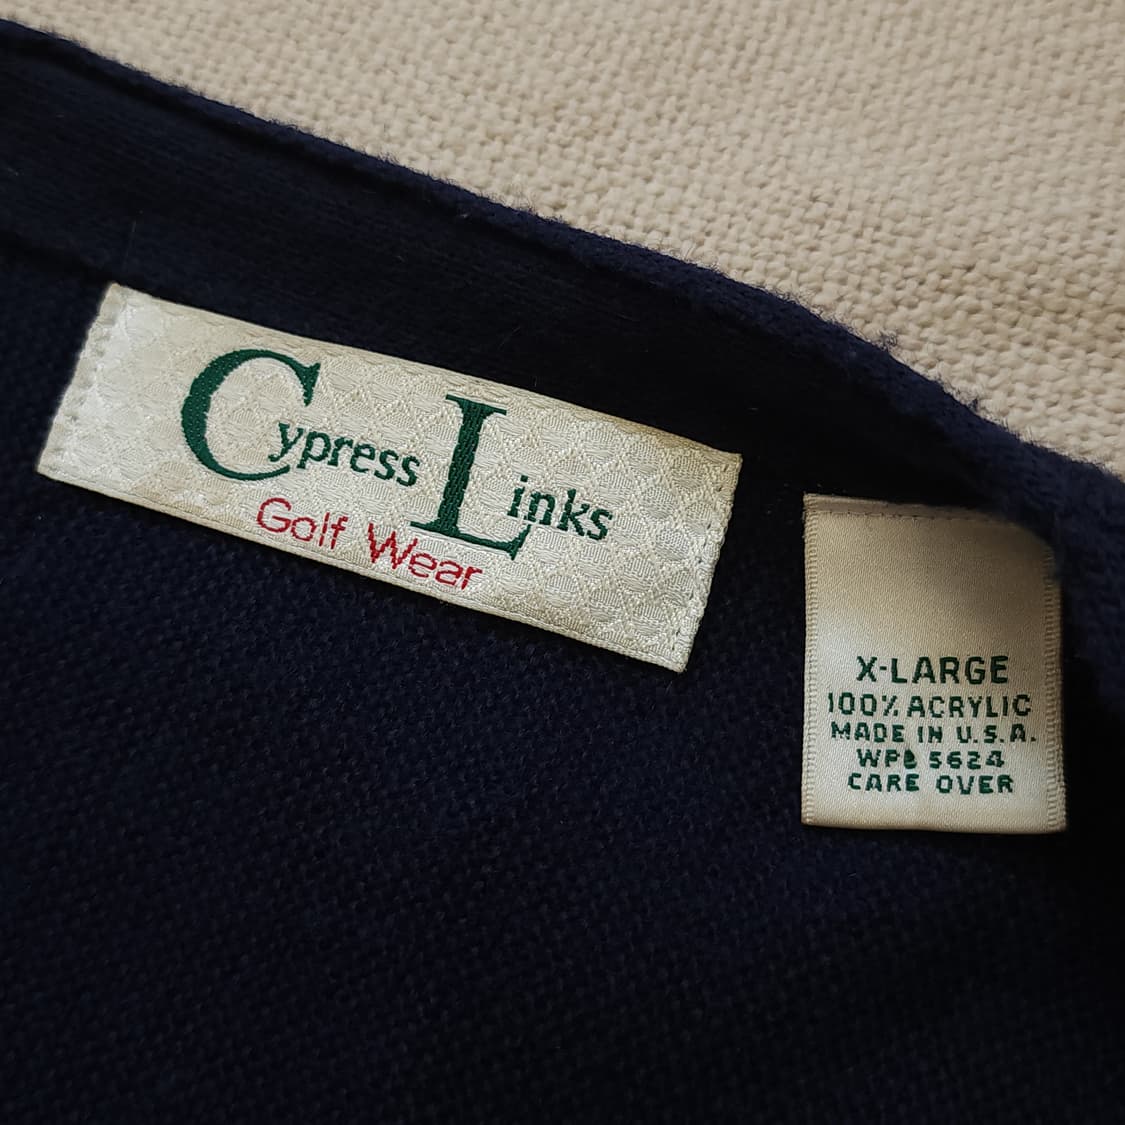 Cypress Links
Golf Wear
X-LARGE
100% ACRYLIC
MADE IN U.S.A.
WPL 5624
CARE OVER